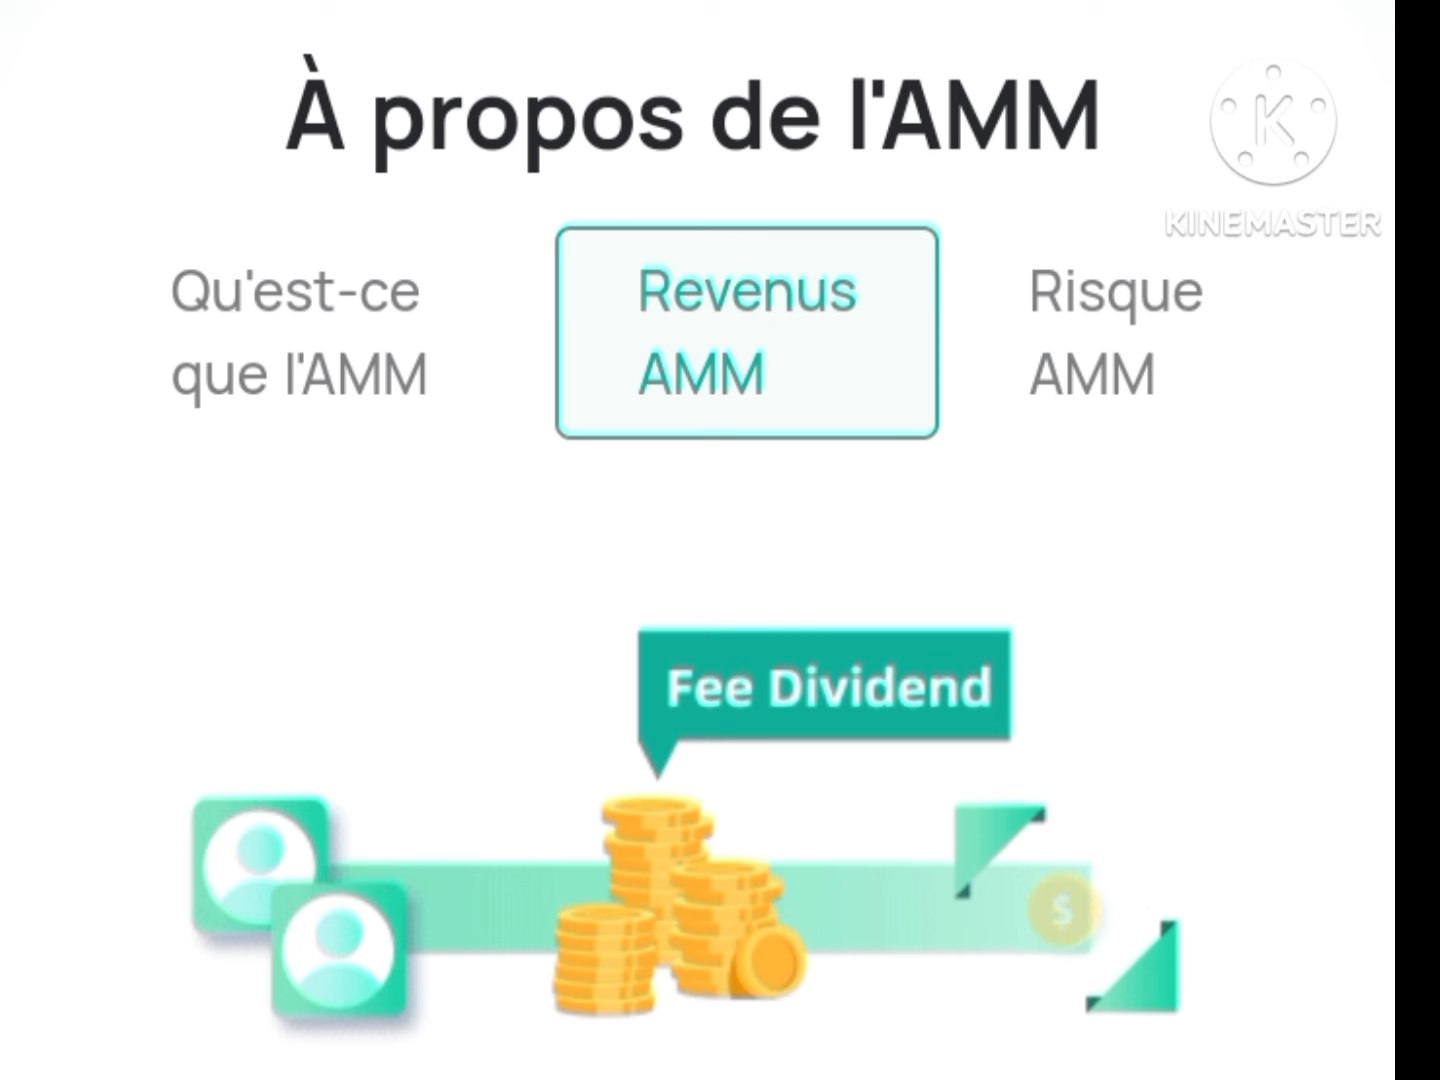 À propos de l'AMM
KINEMASTER
Qu'est-ce
que l'AMM
Revenus
AMM
Risque
AMM
Fee Dividend
$